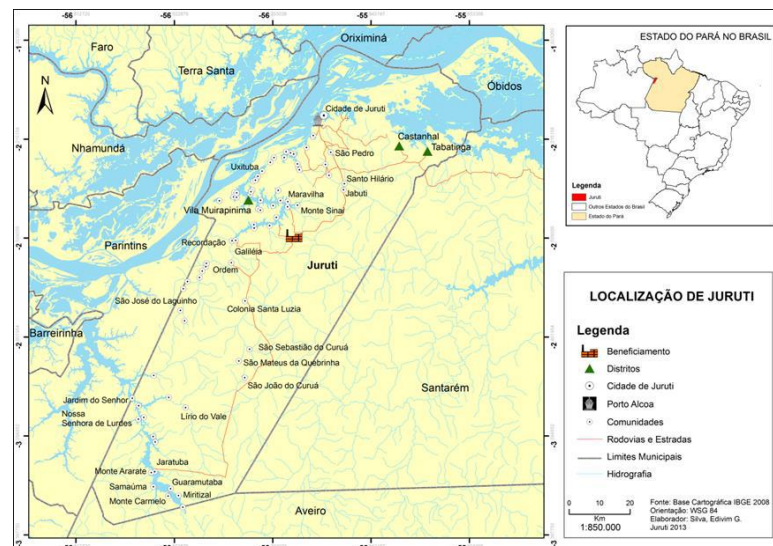 -56
-56
-56
-55
-55
Oriximiná
Faro
Terra Santa
Óbidos
N
Cidade de Juruti
Castanhal
Tabatinga
Nhamundá
São Pedro
Uxituba
Santo Hilário
Jabuti
Maravilha
Vila Muirapinima
Monte Sinai
Parintins
Recordação
Galiléia
Juruti
Ordem
São José do Laguinho
Colonia Santa Luzia
Barreirinha
São Sebastião do Curuá
São Mateus da Quebrinha
São João do Curuá
Santarém
Jardim do Senhor
Nossa
Senhora de Lurdes
Lírio do Vale
Jaratuba
Monte Ararate
Guaramutaba
Samaúma
Miritizal
Monte Carmelo
Aveiro
ESTADO DO PARÁ NO BRASIL
Legenda
Juruti
Outros Estados do Brasil
Estado do Pará
LOCALIZAÇÃO DE JURUTI
Legenda
Beneficiamento
Distritos
Cidade de Juruti
Porto Alcoa
Comunidades
Rodovias e Estradas
Limites Municipais
Hidrografia
0 10 20
Km
1:850.000
Fonte: Base Cartográfica IBGE 2008
Orientação: WSG 84
Elaborador: Silva, Edivim G.
Juruti 2013